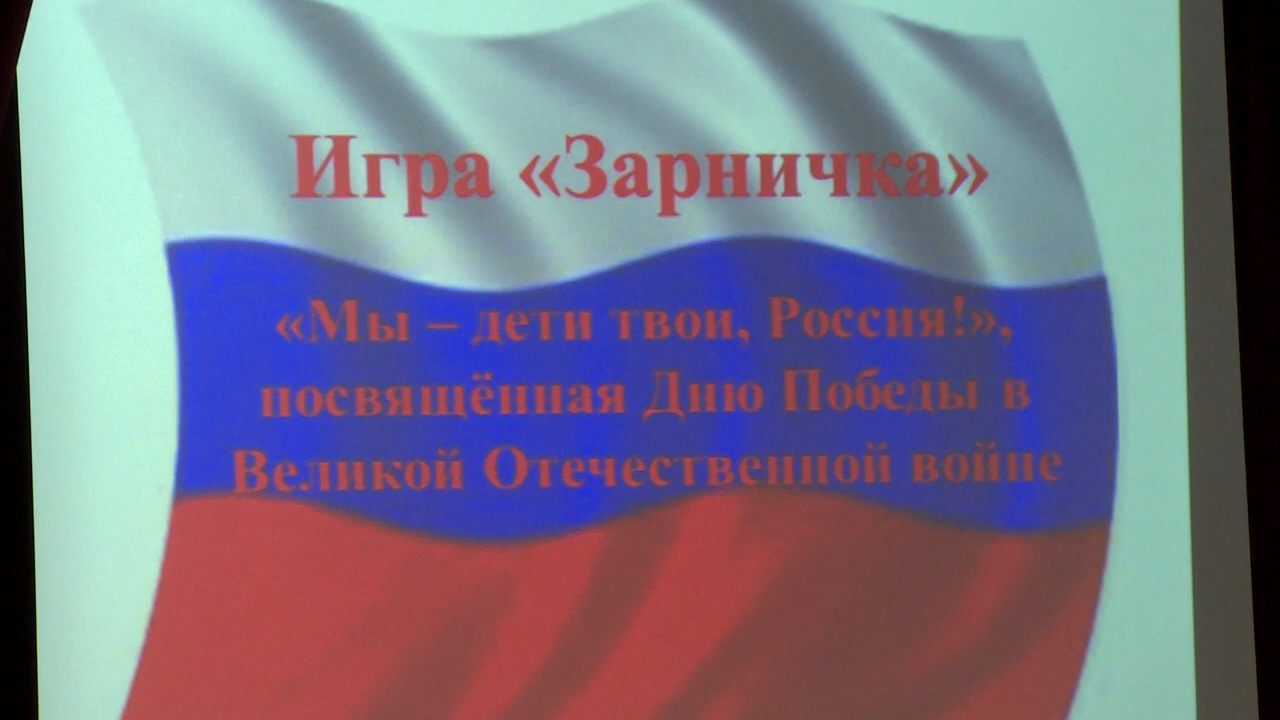 Игра «Зарничка»
«Мы – дети твои, Россия!»,
посвящённая Дню Победы в
Великой Отечественной войне